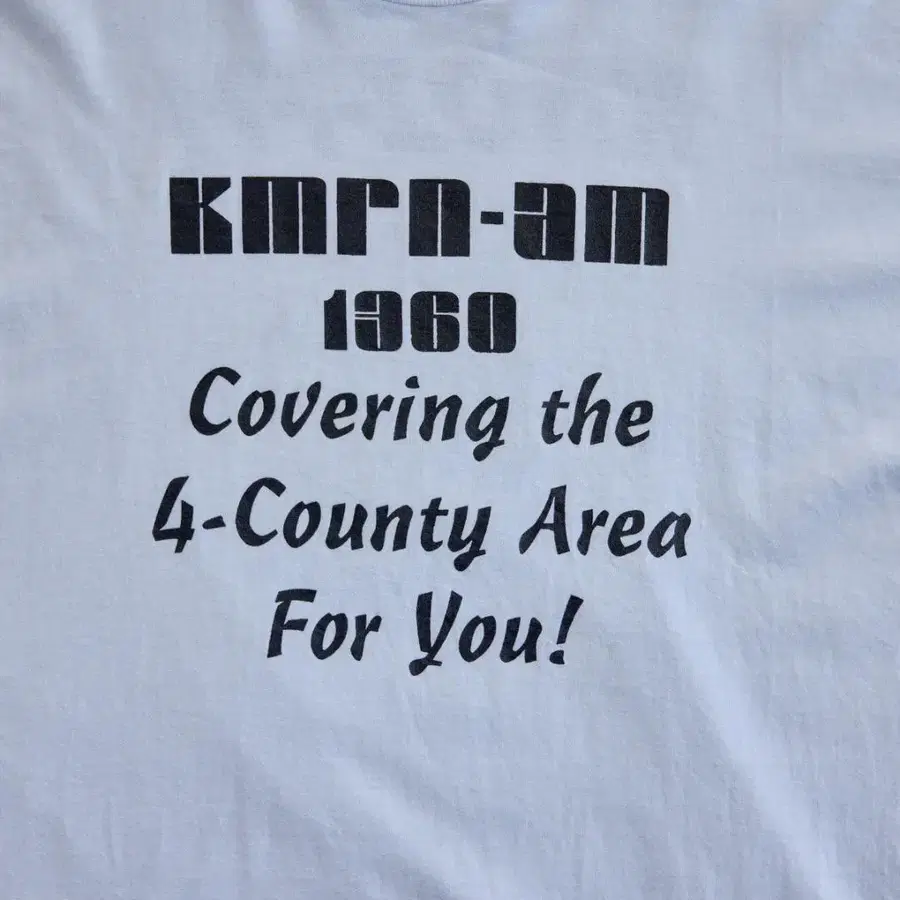 KMRN-AM
1360
Covering the
4-County Area
For You!